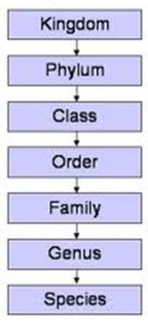 Kingdom
Phylum
Class
Order
Family
Genus
Species